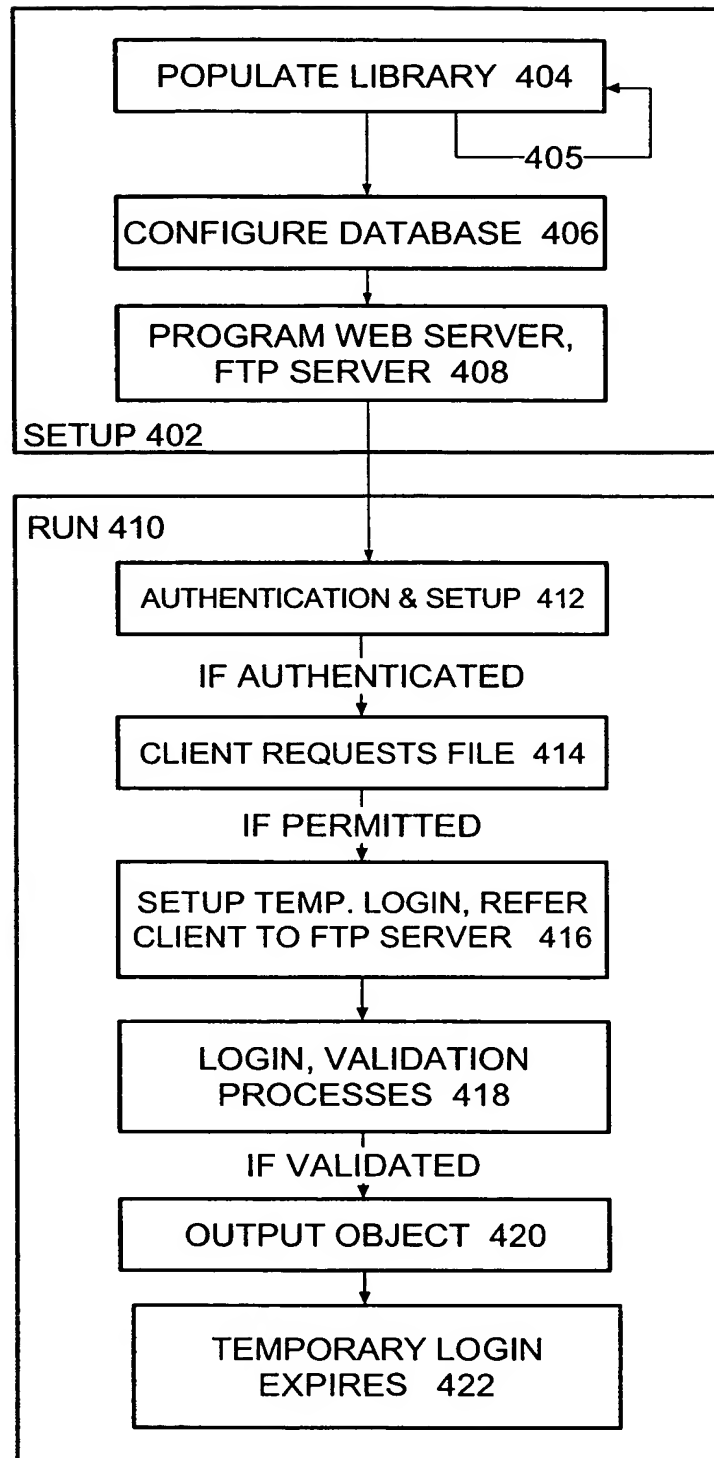 POPULATE LIBRARY 404
405
CONFIGURE DATABASE 406
PROGRAM WEB SERVER,
FTP SERVER 408
SETUP 402
RUN 410
AUTHENTICATION & SETUP 412
IF AUTHENTICATED
CLIENT REQUESTS FILE 414
IF PERMITTED
SETUP TEMP. LOGIN, REFER
CLIENT TO FTP SERVER 416
LOGIN, VALIDATION
PROCESSES 418
IF VALIDATED
OUTPUT OBJECT 420
TEMPORARY LOGIN
EXPIRES 422